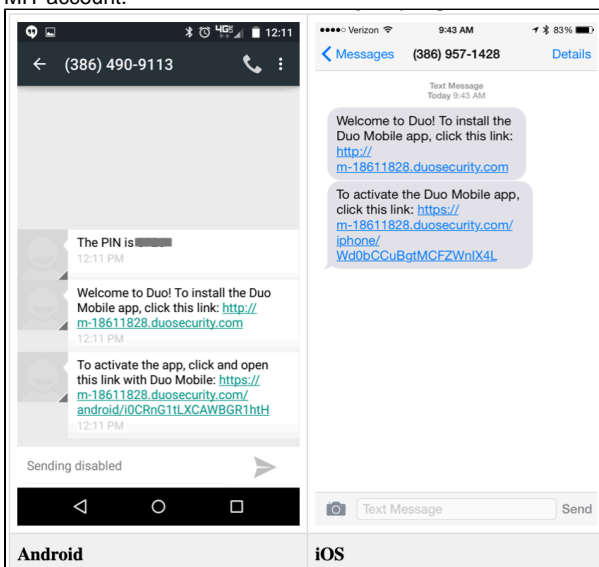 12:11
(386) 490-9113
The PIN is
12:11 PM
Welcome to Duo! To install the Duo
Mobile app, click this link: http://
m-18611828.duosecurity.com
12:11 PM
To activate the app, click and open
this link with Duo Mobile: https://
m-18611828.duosecurity.com/
android/i0CRnG1tLXCAWBGR1htH
12:11 PM
Sending disabled
Android
Verizon 9:43 AM 83%
Messages (386) 957-1428 Details
Text Message
Today 9:43 AM
Welcome to Duo! To install the
Duo Mobile app, click this link:
http://
m-18611828.duosecurity.com
To activate the Duo Mobile app,
click this link: https://
m-18611828.duosecurity.com/
iphone/
Wd0bCCuBgtMCFZWnIX4L
Text Message Send
iOS